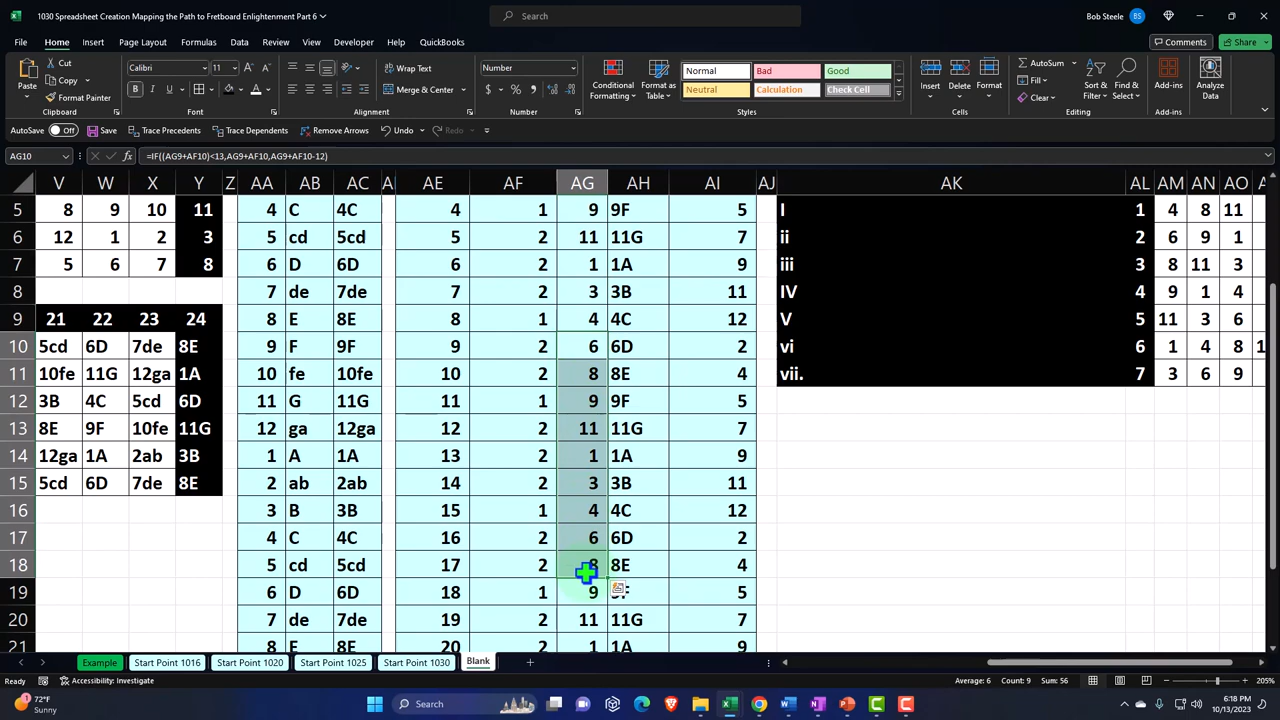 1030 Spreadsheet Creation Mapping the Path to Fretboard Enlightenment Part 6
Search
Bob Steele BS
File Home Insert Page Layout Formulas Data Review View Developer Automate Help QuickBooks
Comments Share
Cut
Copy
Format Painter
Paste
Clipboard
Calibri 11
Font
Wrap Text
Merge & Center
Alignment
Number
Number
Conditional Formatting
Format as Table
Normal Bad Good
Neutral Calculation Check Cell
Styles
Insert Delete Format
Cells
AutoSum
Fill
Clear
Sort & Filter
Find & Select
Editing
Add-ins
Add-ins
Analyze Data
AutoSave Off Save Trace Precedents Trace Dependents Remove Arrows Undo Redo
AG10 fx =IF((AG9+AF10)<13,AG9+AF10,AG9+AF10-12)
V W X Y Z AA AB AC AE AF AG AH AI AJ AK AL AM AN AO
5 8 9 10 11 4 C 4C 4 1 9 9F 5 I 1 4 8 11
6 12 1 2 3 5 cd 5cd 5 2 11 11G 7 ii 2 6 9 1
7 5 6 7 8 6 D 6D 6 2 1 1A 9 iii 3 8 11 3
8 7 de 7de 7 2 3 3B 11 IV 4 9 1 4
9 21 22 23 24 8 E 8E 8 1 4 4C 12 V 5 11 3 6
10 5cd 6D 7de 8E 9 F 9F 9 2 6 6D 2 vi 6 1 4 8 1
11 10fe 11G 12ga 1A 10 fe 10fe 10 2 8 8E 4 vii. 7 3 6 9
12 3B 4C 5cd 6D 11 G 11G 11 1 9 9F 5
13 8E 9F 10fe 11G 12 ga 12ga 12 2 11 11G 7
14 12ga 1A 2ab 3B 1 A 1A 13 2 1 1A 9
15 5cd 6D 7de 8E 2 ab 2ab 14 2 3 3B 11
16 3 B 3B 15 1 4 4C 12
17 4 C 4C 16 2 6 6D 2
18 5 cd 5cd 17 2 8 8E 4
19 6 D 6D 18 1 9 5
20 7 de 7de 19 2 11 11G 7
21 8 E 8E 20 2 1 1A 9
Example Start Point 1016 Start Point 1020 Start Point 1025 Start Point 1030 Blank
Ready Accessibility: Investigate Average: 6 Count: 9 Sum: 56 205%
72°F
Sunny
Search
6:18 PM
10/13/2023